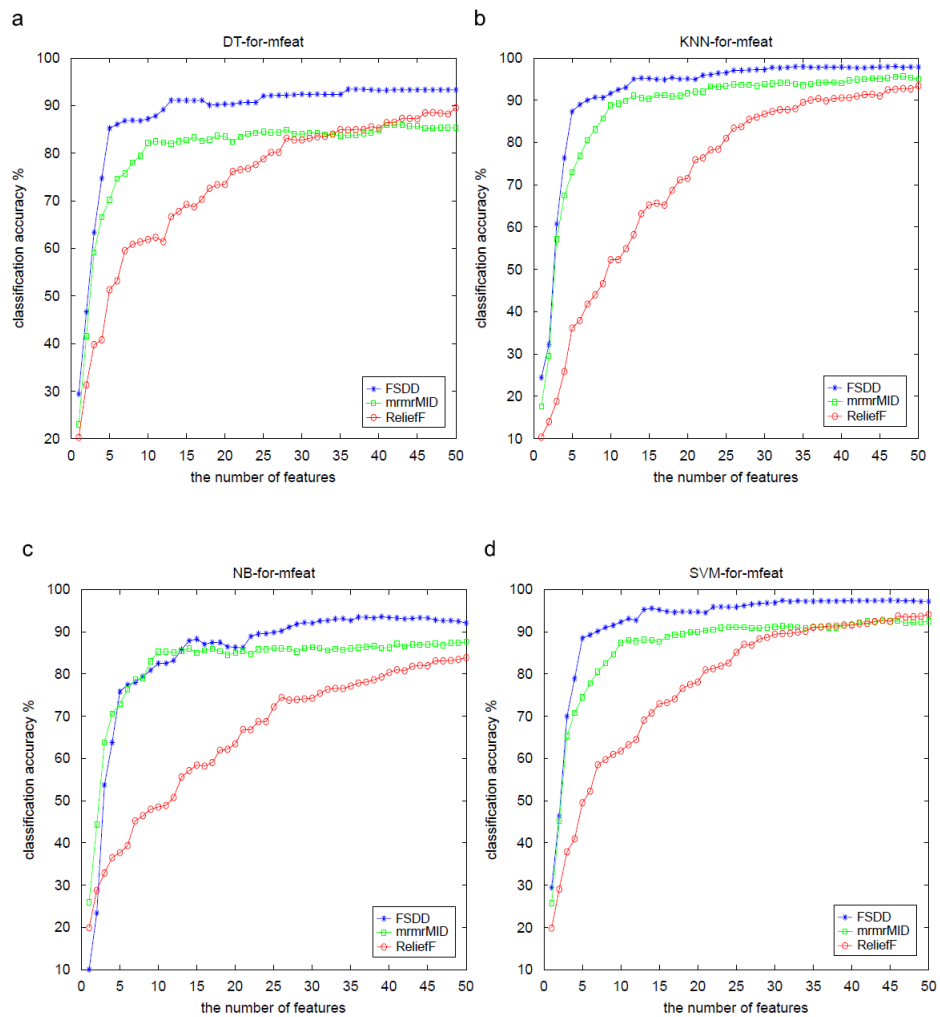 a
DT-for-mfeat
100
90
80
70
60
50
40
30
20
classification accuracy %
FSDD
mrmrMID
ReliefF
0 5 10 15 20 25 30 35 40 45 50
the number of features
b
KNN-for-mfeat
100
90
80
70
60
50
40
30
20
10
classification accuracy %
FSDD
mrmrMID
ReliefF
0 5 10 15 20 25 30 35 40 45 50
the number of features
c
NB-for-mfeat
100
90
80
70
60
50
40
30
20
10
classification accuracy %
FSDD
mrmrMID
ReliefF
0 5 10 15 20 25 30 35 40 45 50
the number of features
d
SVM-for-mfeat
100
90
80
70
60
50
40
30
20
10
classification accuracy %
FSDD
mrmrMID
ReliefF
0 5 10 15 20 25 30 35 40 45 50
the number of features